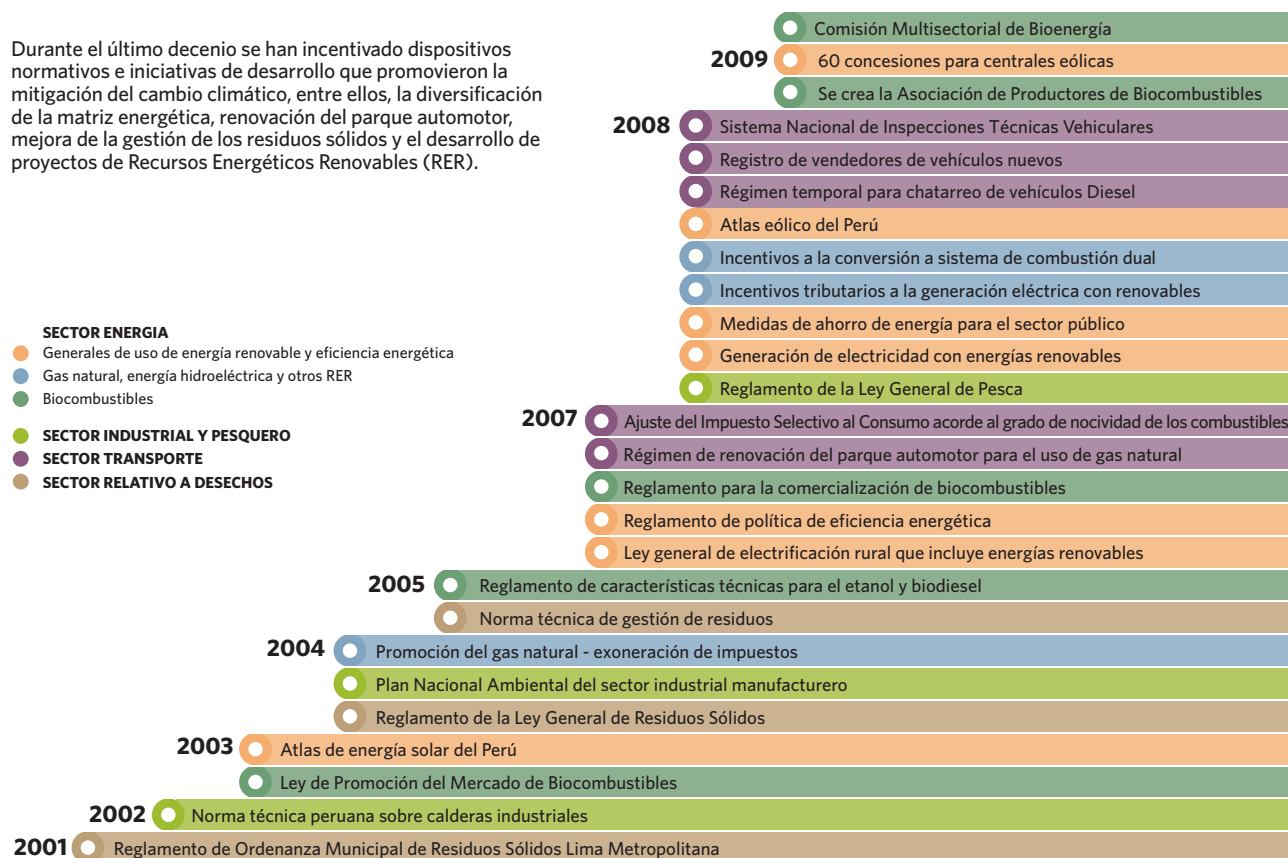 Durante el último decenio se han incentivado dispositivos
normativos e iniciativas de desarrollo que promovieron la
mitigación del cambio climático, entre ellos, la diversificación
de la matriz energética, renovación del parque automotor,
mejora de la gestión de los residuos sólidos y el desarrollo de
proyectos de Recursos Energéticos Renovables (RER).
SECTOR ENERGIA
Generales de uso de energía renovable y eficiencia energética
Gas natural, energía hidroeléctrica y otros RER
Biocombustibles
SECTOR INDUSTRIAL Y PESQUERO
SECTOR TRANSPORTE
SECTOR RELATIVO A DESECHOS
Comisión Multisectorial de Bioenergía
2009 60 concesiones para centrales eólicas
Se crea la Asociación de Productores de Biocombustibles
2008 Sistema Nacional de Inspecciones Técnicas Vehiculares
Registro de vendedores de vehículos nuevos
Régimen temporal para chatarreo de vehículos Diesel
Atlas eólico del Perú
Incentivos a la conversión a sistema de combustión dual
Incentivos tributarios a la generación eléctrica con renovables
Medidas de ahorro de energía para el sector público
Generación de electricidad con energías renovables
Reglamento de la Ley General de Pesca
2007 Ajuste del Impuesto Selectivo al Consumo acorde al grado de nocividad de los combustibles
Régimen de renovación del parque automotor para el uso de gas natural
Reglamento para la comercialización de biocombustibles
Reglamento de política de eficiencia energética
Ley general de electrificación rural que incluye energías renovables
2005 Reglamento de características técnicas para el etanol y biodiesel
Norma técnica de gestión de residuos
2004 Promoción del gas natural - exoneración de impuestos
Plan Nacional Ambiental del sector industrial manufacturero
Reglamento de la Ley General de Residuos Sólidos
2003 Atlas de energía solar del Perú
Ley de Promoción del Mercado de Biocombustibles
2002 Norma técnica peruana sobre calderas industriales
2001 Reglamento de Ordenanza Municipal de Residuos Sólidos Lima Metropolitana